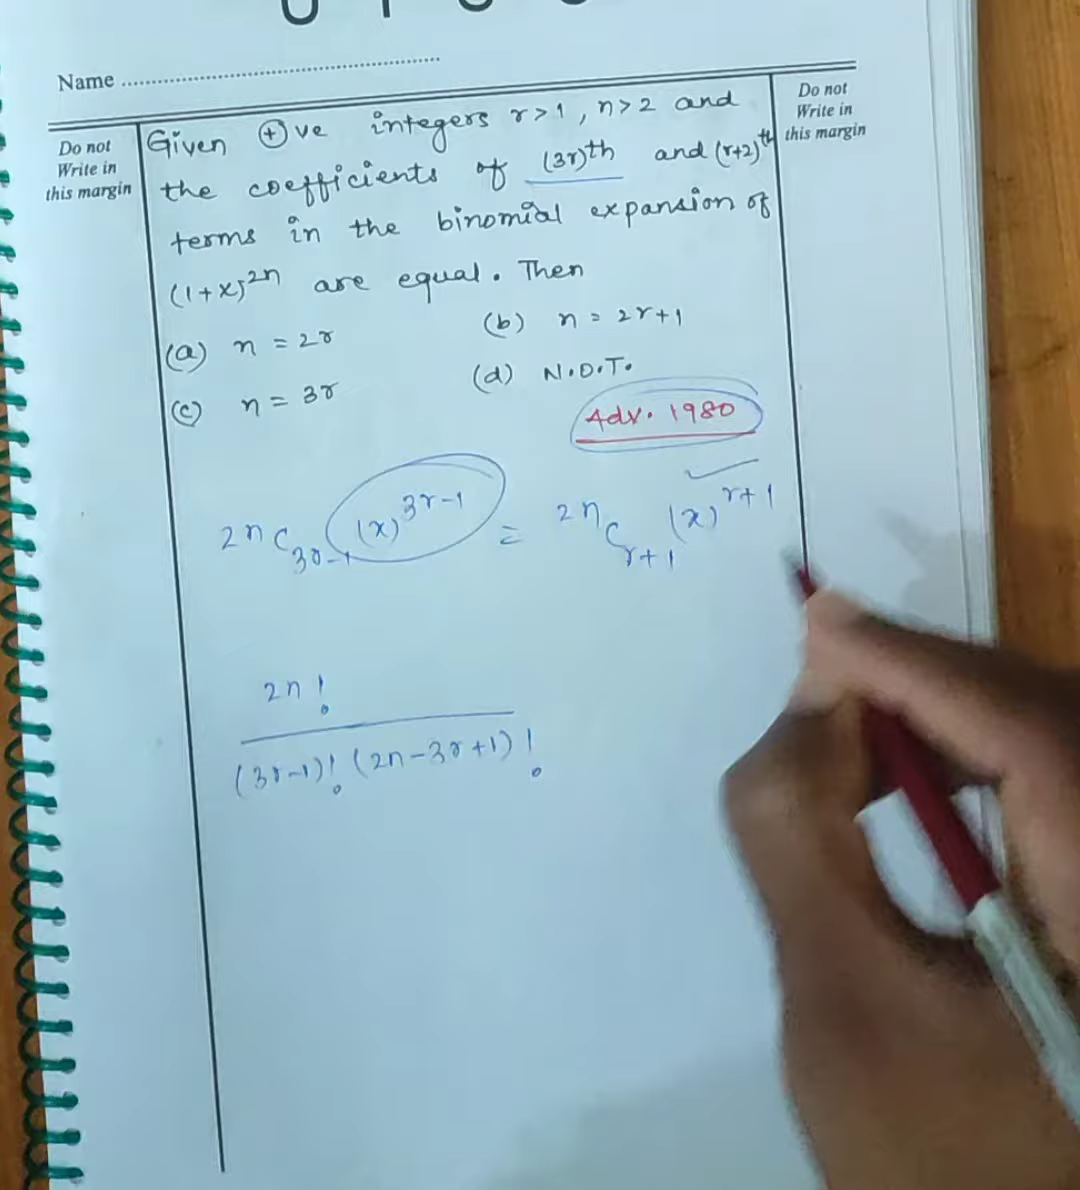 Name
Do not
Write in
this margin
Do not
Write in
this margin
Given (+)ve integers r>1, n>2 and
the coefficients of (3r)th and (r+2)th
terms in the binomial expansion of
(1+x)^2n are equal. Then
(a) n = 2r (b) n = 2r+1
(c) n = 3r (d) N.O.T.
Adv. 1980
2nC3r-1 (x)^3r-1 = 2nCr+1 (x)^r+1
2n!
(3r-1)! (2n-3r+1)!